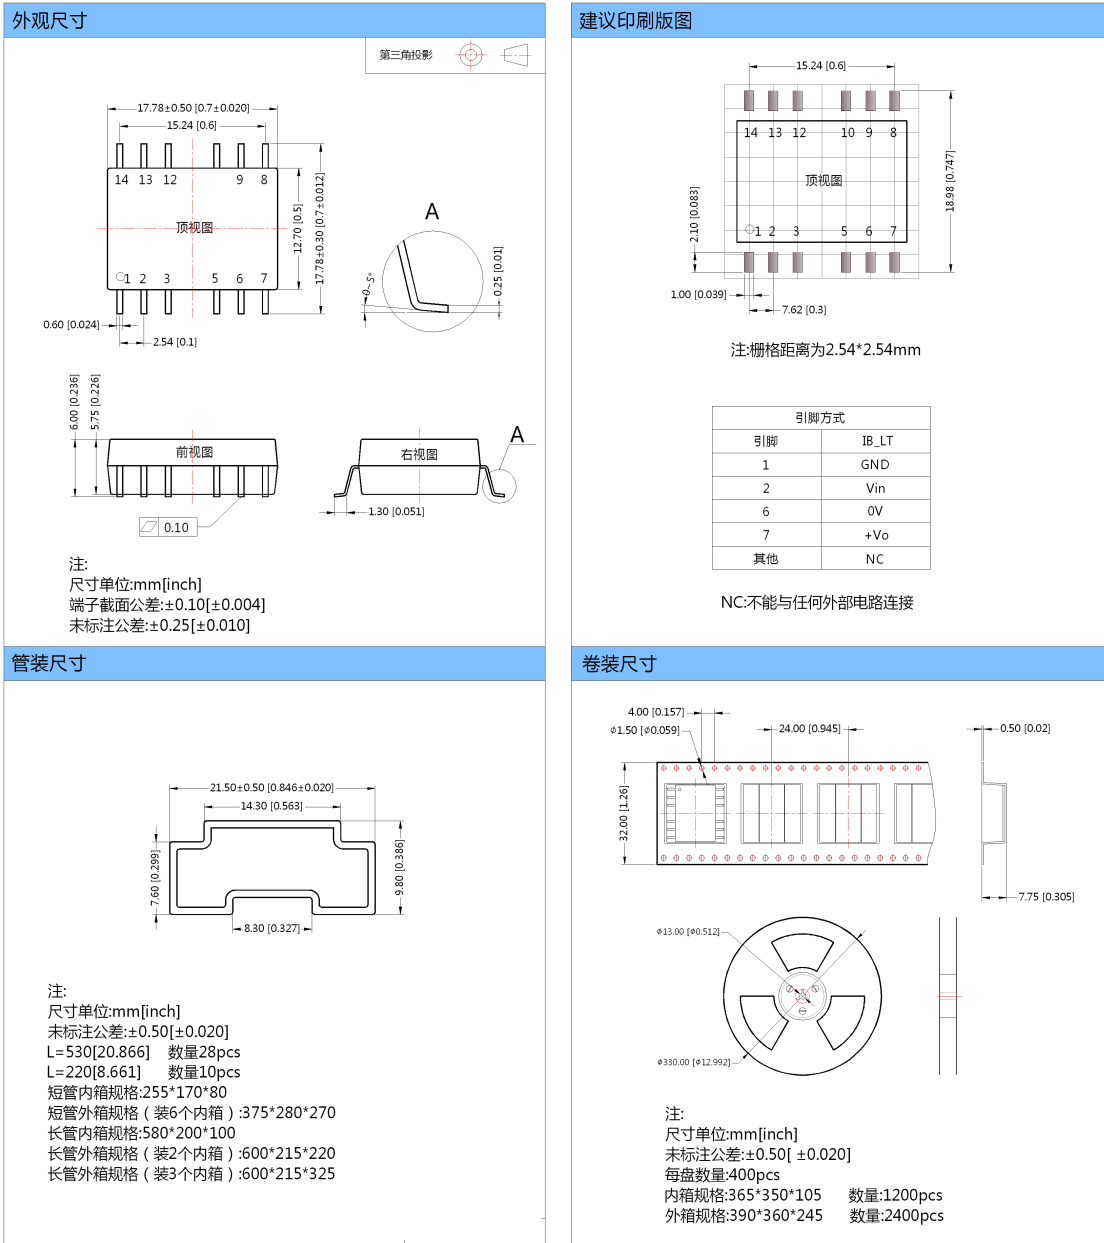 外观尺寸
第三角投影
17.78±0.50 [0.7±0.020]
15.24 [0.6]
14 13 12 9 8
顶视图
1 2 3 5 6 7
12.70 [0.5]
17.78±0.30 [0.7±0.012]
0.60 [0.024]
2.54 [0.1]
A
0~5°
0.25 [0.01]
6.00 [0.236]
5.75 [0.226]
前视图
0.10
右视图
A
1.30 [0.051]
注:
尺寸单位:mm[inch]
端子截面公差:±0.10[±0.004]
未标注公差:±0.25[±0.010]
建议印刷版图
15.24 [0.6]
14 13 12 10 9 8
顶视图
1 2 3 5 6 7
18.98 [0.747]
2.10 [0.083]
1.00 [0.039]
7.62 [0.3]
注:栅格距离为2.54*2.54mm
引脚方式
引脚 IB_LT
1 GND
2 Vin
6 0V
7 +Vo
其他 NC
NC:不能与任何外部电路连接
管装尺寸
21.50±0.50 [0.846±0.020]
14.30 [0.563]
7.60 [0.299]
9.80 [0.386]
8.30 [0.327]
注:
尺寸单位:mm[inch]
未标注公差:±0.50[±0.020]
L=530[20.866] 数量28pcs
L=220[8.661] 数量10pcs
短管内箱规格:255*170*80
短管外箱规格（装6个内箱）:375*280*270
长管内箱规格:580*200*100
长管外箱规格（装2个内箱）:600*215*220
长管外箱规格（装3个内箱）:600*215*325
卷装尺寸
4.00 [0.157]
φ1.50 [φ0.059]
24.00 [0.945]
0.50 [0.02]
32.00 [1.26]
7.75 [0.305]
φ13.00 [φ0.512]
φ330.00 [φ12.992]
注:
尺寸单位:mm[inch]
未标注公差:±0.50[ ±0.020]
每盘数量:400pcs
内箱规格:365*350*105 数量:1200pcs
外箱规格:390*360*245 数量:2400pcs